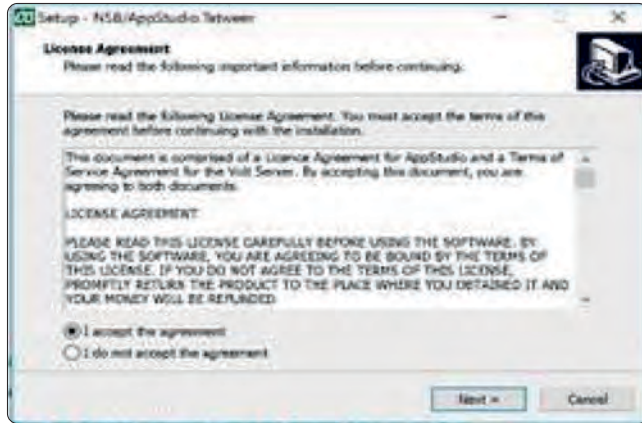 Setup - NSB/AppStudio Tatweer
License Agreement
Please read the following important information before continuing.
Please read the following License Agreement. You must accept the terms of this
agreement before continuing with the installation.
This document is comprised of a Licence Agreement for AppStudio and a Terms of
Service Agreement for the Volt Server. By accepting this document, you are
agreeing to both documents.
LICENSE AGREEMENT
PLEASE READ THIS LICENSE CAREFULLY BEFORE USING THE SOFTWARE. BY
USING THE SOFTWARE, YOU ARE AGREEING TO BE BOUND BY THE TERMS OF
THIS LICENSE. IF YOU DO NOT AGREE TO THE TERMS OF THIS LICENSE,
PROMPTLY RETURN THE PRODUCT TO THE PLACE WHERE YOU OBTAINED IT AND
YOUR MONEY WILL BE REFUNDED
I accept the agreement
I do not accept the agreement
Next >
Cancel